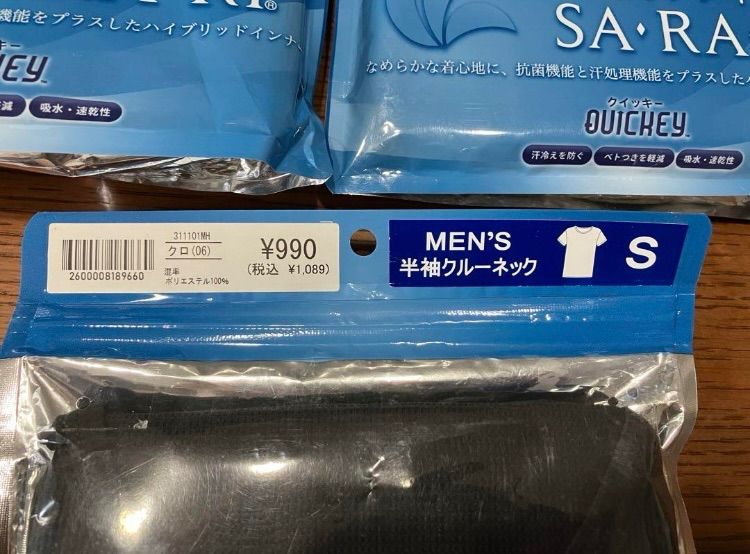 機能をプラスしたハイブリッドインナー
吸水・速乾性
SA・RA
なめらかな着心地に、抗菌機能と汗処理機能をプラスした
クイッキー
QUICKEY
汗冷えを防ぐ ベトつきを軽減 吸水・速乾性
311101MH
クロ(06)
混率
ポリエステル100%
2600008189660
¥990
(税込 ¥1,089)
MEN'S
半袖クルーネック
S